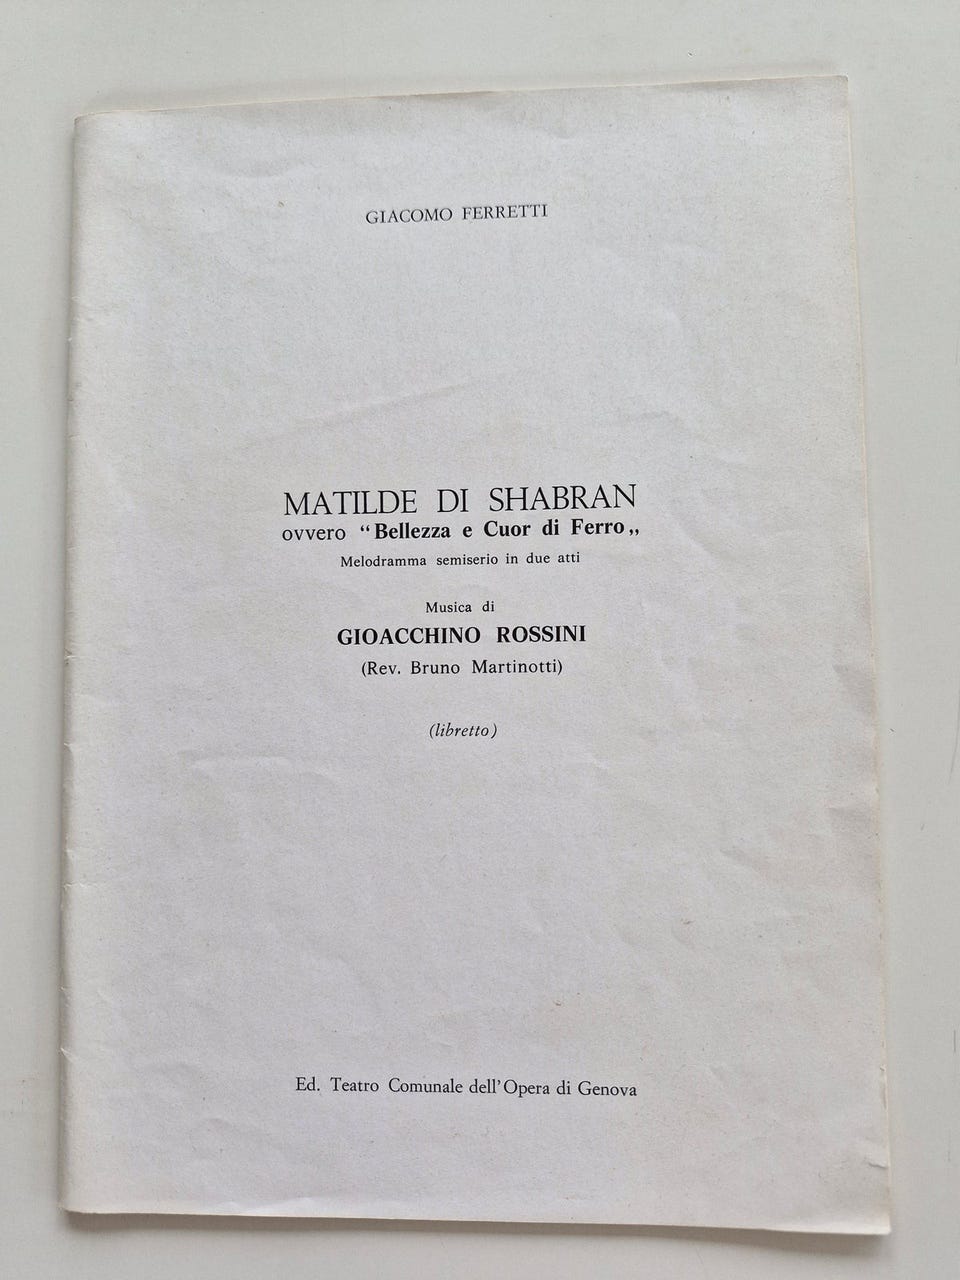 GIACOMO FERRETTI
MATILDE DI SHABRAN
ovvero “Bellezza e Cuor di Ferro„
Melodramma semiserio in due atti
Musica di
GIOACCHINO ROSSINI
(Rev. Bruno Martinotti)
(libretto)
Ed. Teatro Comunale dell’Opera di Genova